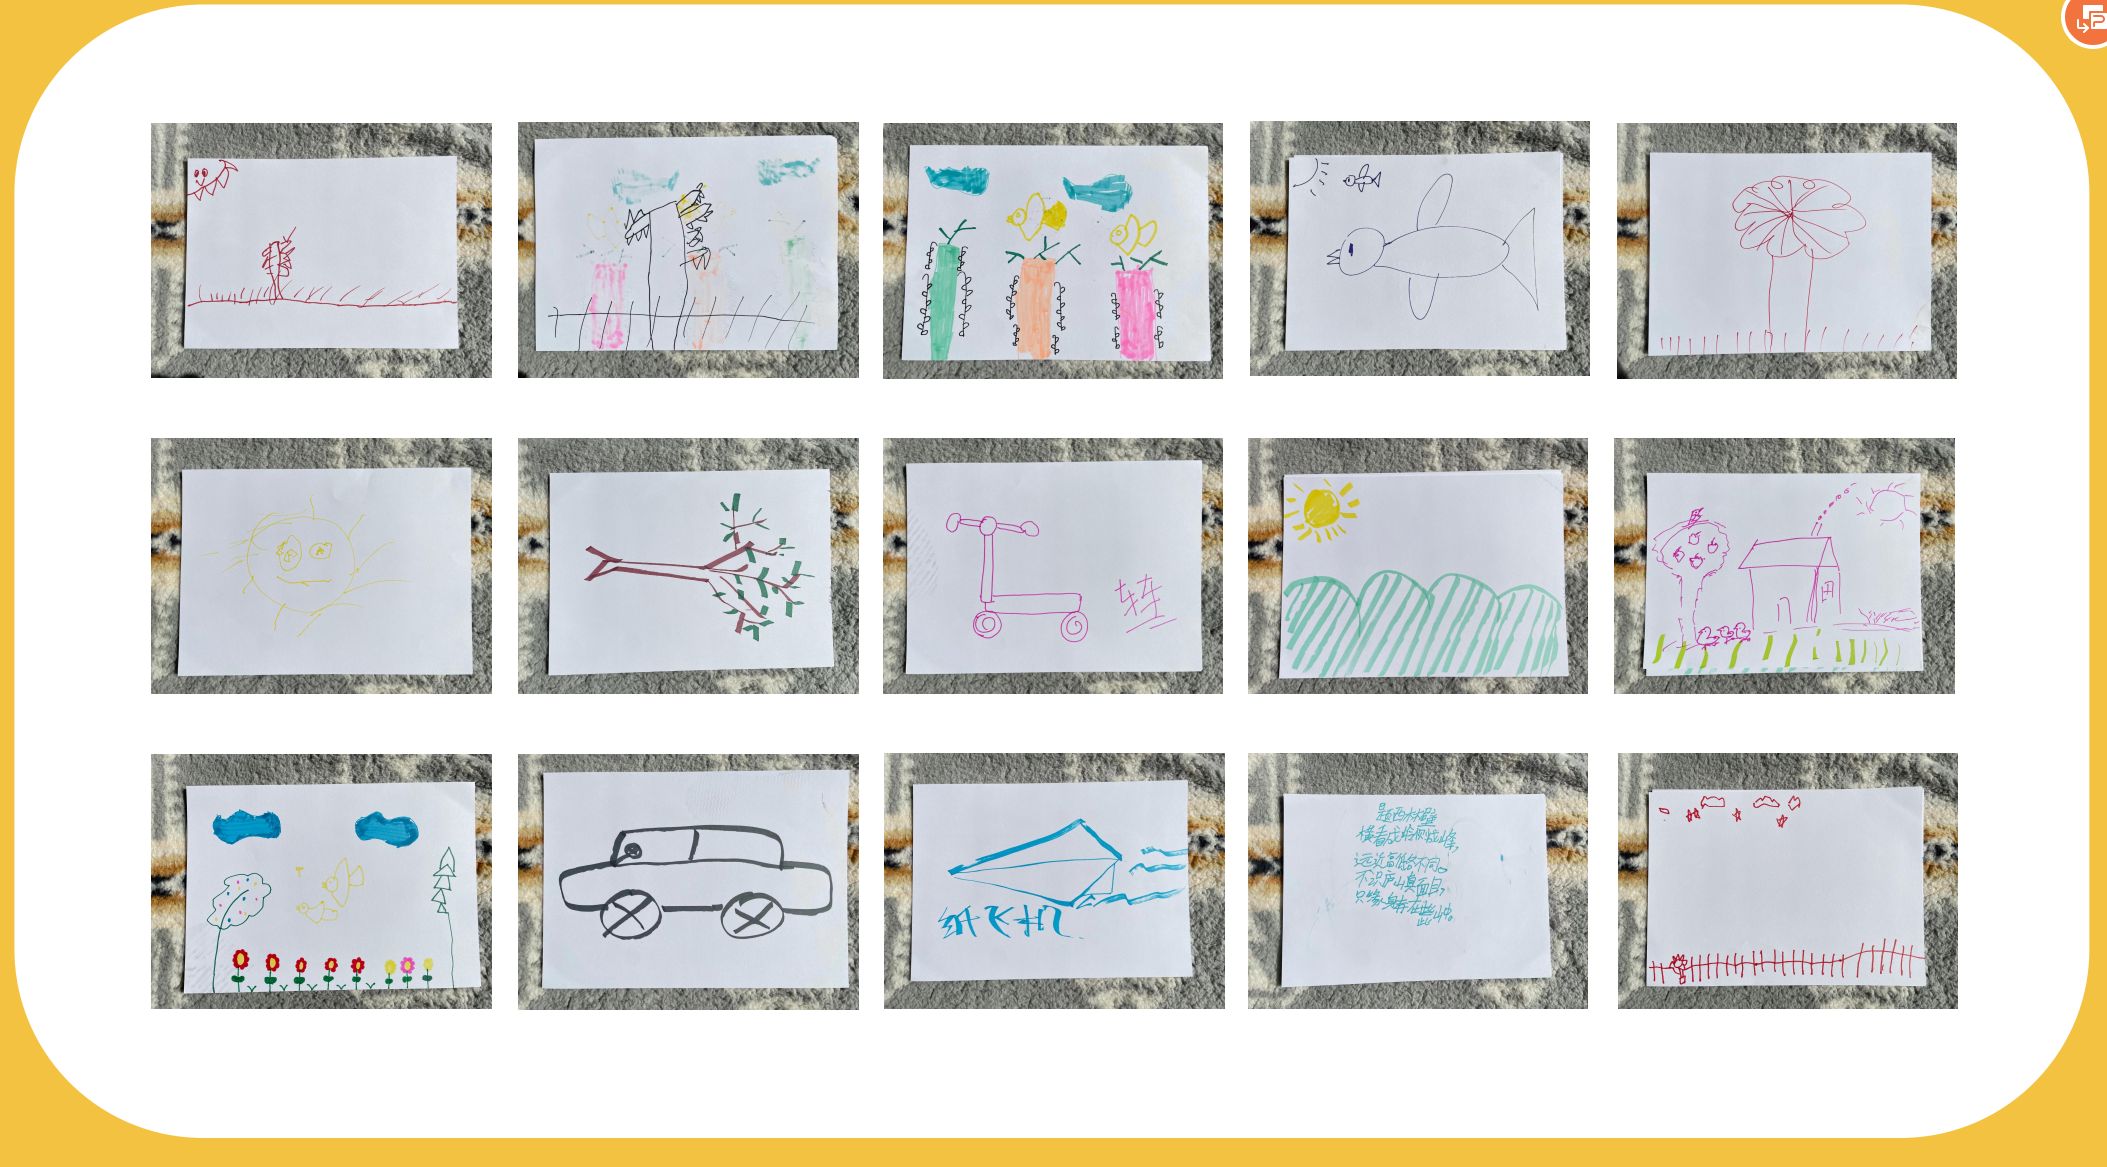 纸飞机
题西林壁
横看成岭侧成峰,
远近高低各不同。
不识庐山真面目,
只缘身在
此山中。